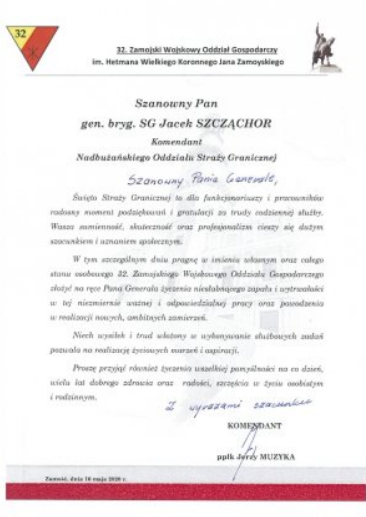 32
32. Zamojski Wojskowy Oddział Gospodarczy
im. Hetmana Wielkiego Koronnego Jana Zamoyskiego
Szanowny Pan
gen. bryg. SG Jacek SZCZĄCHOR
Komendant
Nadbużańskiego Oddziału Straży Granicznej
Szanowny Panie Generale,
Święto Straży Granicznej to dla funkcjonariuszy i pracowników
radosny moment podziękowań i gratulacji za trudy codziennej służby.
Wasza sumienność, skuteczność oraz profesjonalizm cieszy się dużym
szacunkiem i uznaniem społecznym.
W tym szczególnym dniu pragnę w imieniu własnym oraz całego
stanu osobowego 32. Zamojskiego Wojskowego Oddziału Gospodarczego
złożyć na ręce Pana Generała życzenia niesłabnącego zapału i wytrwałości
w tej niezmiernie ważnej i odpowiedzialnej pracy oraz powodzenia
w realizacji nowych, ambitnych zamierzeń.
Niech wysiłek i trud włożony w wykonywanie służbowych zadań
pozwala na realizację życiowych marzeń i aspiracji.
Proszę przyjąć również życzenia wszelkiej pomyślności na co dzień,
wielu lat dobrego zdrowia oraz radości, szczęścia w życiu osobistym
i rodzinnym.
Z wyrazami szacunku
KOMENDANT
ppłk Jerzy MUZYKA
Zamość, dnia 16 maja 2020 r.